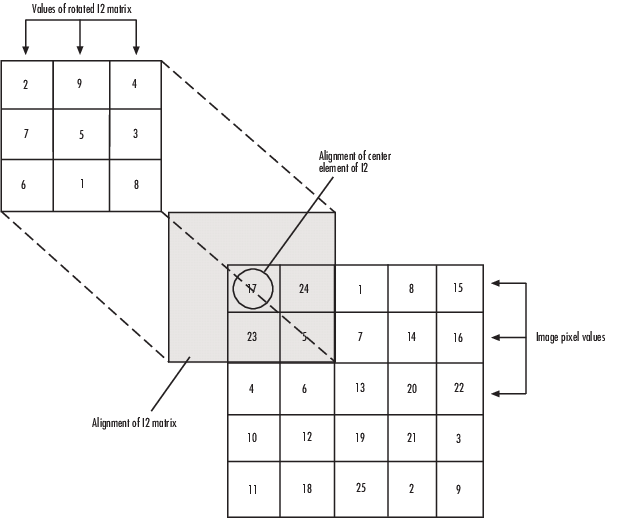 Values of rotated I2 matrix
2 9 4
7 5 3
6 1 8
Alignment of center
element of I2
17 24 1 8 15
23 5 7 14 16
Image pixel values
4 6 13 20 22
Alignment of I2 matrix
10 12 19 21 3
11 18 25 2 9